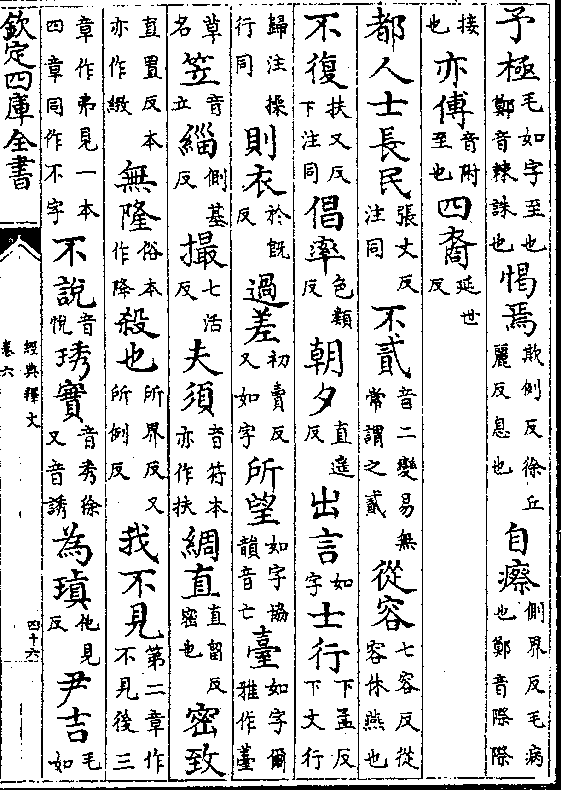 予極毛如字至也鄭音㥛誅也愒焉欺例反徐丘麗反息也自瘵側界反毛病也鄭音際際
接也亦傅音附至也四裔延世反
都人士長民張丈反注同不貳音二變易無常謂之貳從容七容反從容休燕也
不復扶又反下注同倡率色類反朝夕直遥反出言如字士行下孟反下文行
歸注操行同則衣於既反過差初賣反又如字所望如字協韻音亡臺如字爾雅作薹
草名笠音立緇側基反撮七活反夫須音符本亦作扶綢直直留反密也密致
直置反本亦作緻無隆俗本作降殺也所界反又所例反我不見第二章作不見後三
章作弗見一本四章同作不字不說音悅琇實音秀徐又音誘為瑱他見反尹吉毛如
欽定四庫全書
經典釋文
卷六
四十六